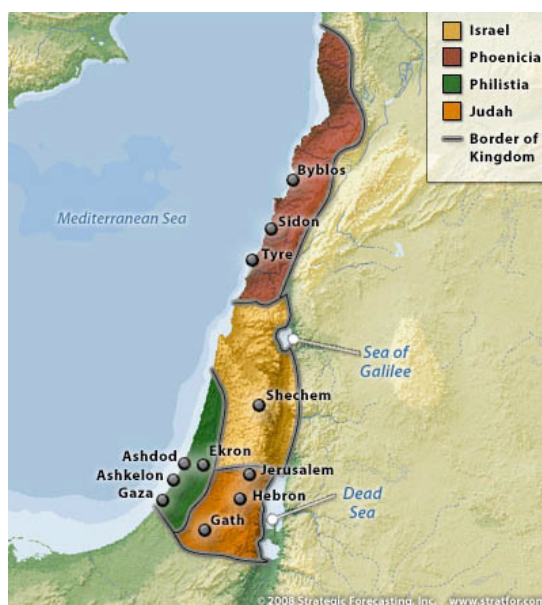 Israel
Phoenicia
Philistia
Judah
Border of
Kingdom
Byblos
Mediterranean Sea
Sidon
Tyre
Sea of
Galilee
Shechem
Ashdod
Ekron
Ashkelon
Jerusalem
Gaza
Hebron
Dead
Sea
Gath
© 2008 Strategic Forecasting, Inc. www.stratfor.com